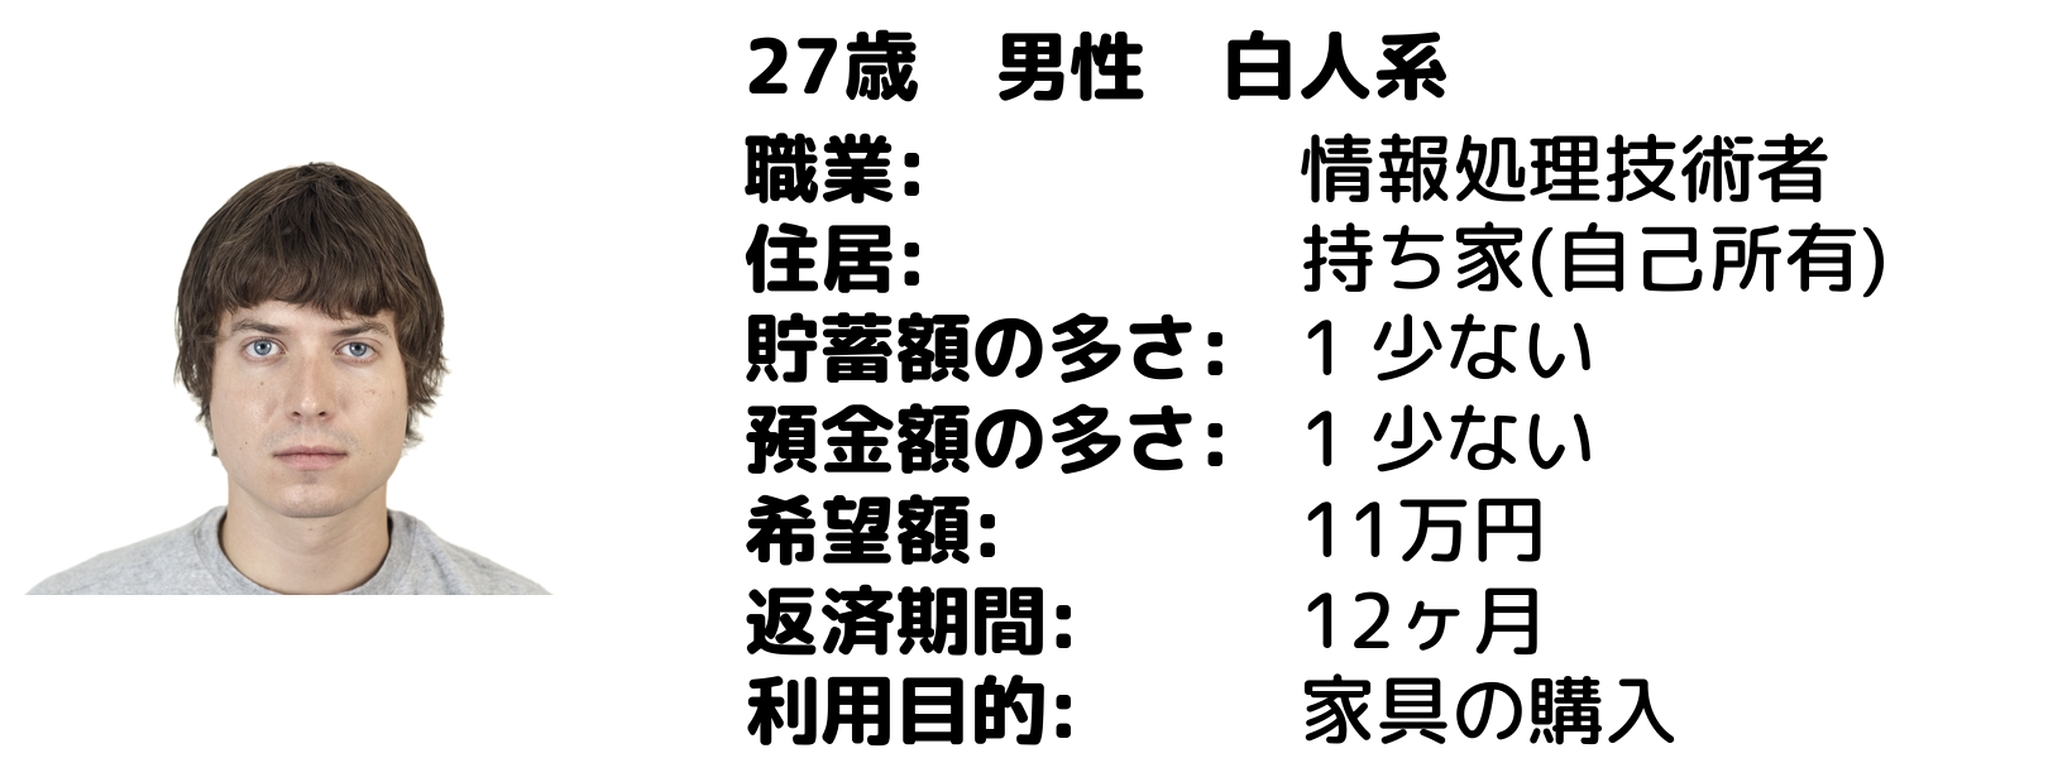 27歳　男性　白人系
職業: 情報処理技術者
住居: 持ち家(自己所有)
貯蓄額の多さ: 1 少ない
預金額の多さ: 1 少ない
希望額: 11万円
返済期間: 12ヶ月
利用目的: 家具の購入